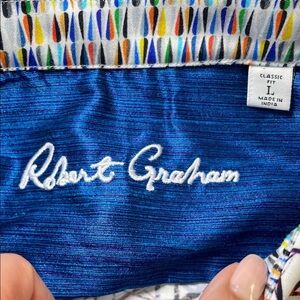 CLASSIC
FIT
L
MADE IN
INDIA
Robert Graham